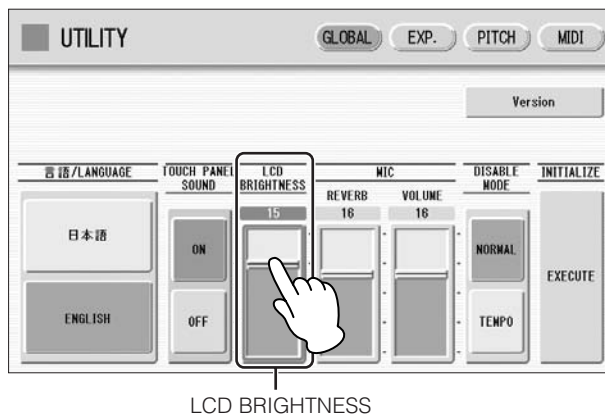 UTILITY
GLOBAL EXP. PITCH MIDI
Version
言語/LANGUAGE
TOUCH PANEL
SOUND
LCD
BRIGHTNESS
MIC
DISABLE
MODE
INITIALIZE
REVERB VOLUME
15 16 16
日本語
ON
NORMAL
EXECUTE
ENGLISH
OFF
TEMPO
LCD BRIGHTNESS